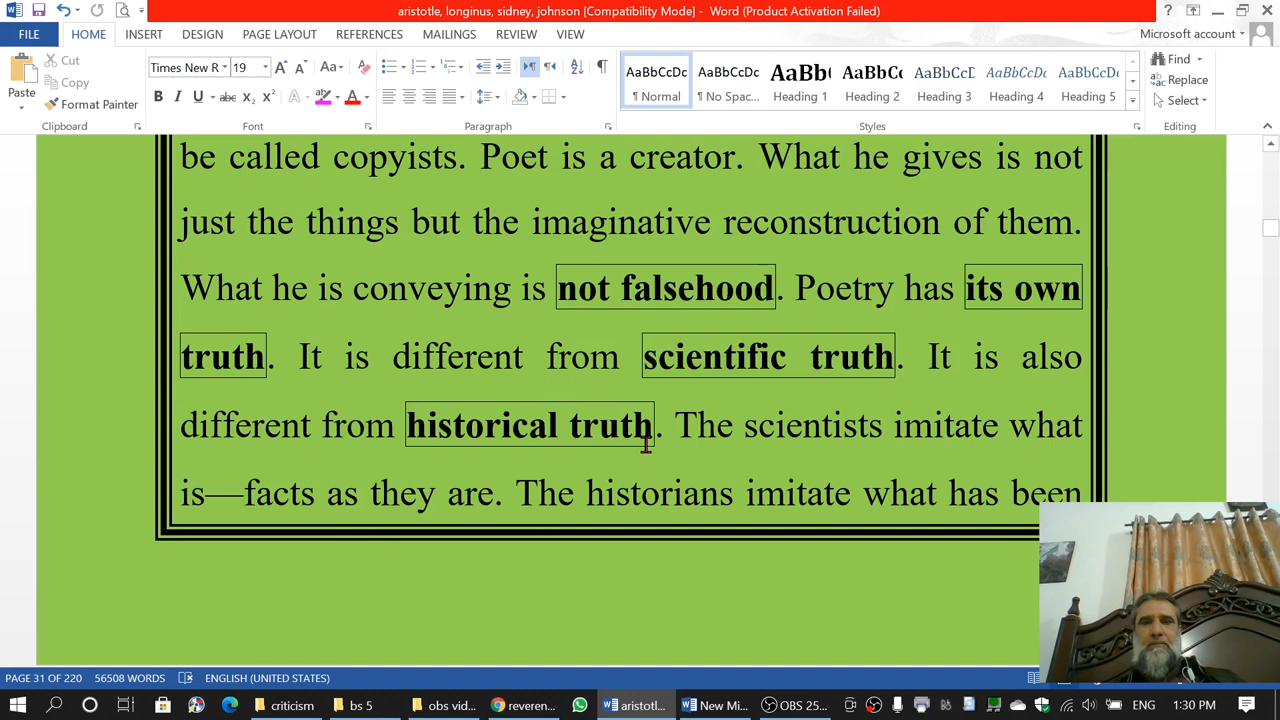 aristotle, longinus, sidney, johnson [Compatibility Mode] - Word (Product Activation Failed)
FILE HOME INSERT DESIGN PAGE LAYOUT REFERENCES MAILINGS REVIEW VIEW Microsoft account
Paste Cut Copy Format Painter
Times New R 19
Aa
B I U abc X2 X2 A A
AaBbCcDc AaBbCcDc AaBb( AaBbCc AaBbCcD AaBbCcD AaBbCcDc
¶ Normal ¶ No Spac... Heading 1 Heading 2 Heading 3 Heading 4 Heading 5
Find
Replace
Select
Clipboard Font Paragraph Styles Editing
be called copyists. Poet is a creator. What he gives is not
just the things but the imaginative reconstruction of them.
What he is conveying is not falsehood. Poetry has its own
truth. It is different from scientific truth. It is also
different from historical truth. The scientists imitate what
is—facts as they are. The historians imitate what has been
PAGE 31 OF 220 56508 WORDS ENGLISH (UNITED STATES)
criticism bs 5 obs vid... reveren... aristotl... New Mi... OBS 25... 1:30 PM